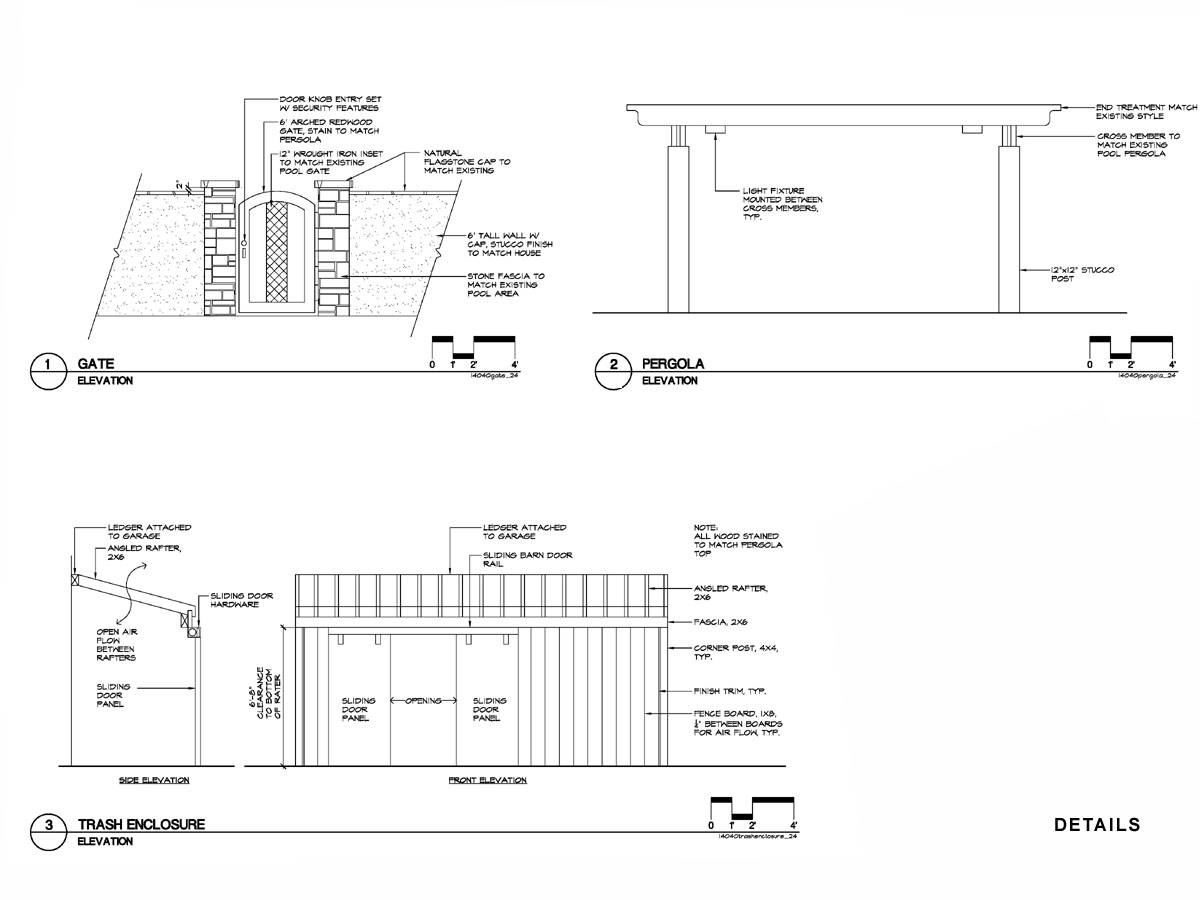 DOOR KNOB ENTRY SET
W/ SECURITY FEATURES
6' ARCHED REDWOOD
GATE, STAIN TO MATCH
PERGOLA
12" WROUGHT IRON INSET
TO MATCH EXISTING
POOL GATE
NATURAL
FLAGSTONE CAP TO
MATCH EXISTING
2"
6' TALL WALL W/
CAP, STUCCO FINISH
TO MATCH HOUSE
STONE FASCIA TO
MATCH EXISTING
POOL AREA
1 GATE
ELEVATION
0 1' 2' 4'
14040gate_24
END TREATMENT MATCH
EXISTING STYLE
CROSS MEMBER TO
MATCH EXISTING
POOL PERGOLA
LIGHT FIXTURE
MOUNTED BETWEEN
CROSS MEMBERS,
TYP.
12"x12" STUCCO
POST
2 PERGOLA
ELEVATION
0 1' 2' 4'
14040pergola_24
LEDGER ATTACHED
TO GARAGE
ANGLED RAFTER,
2X6
SLIDING DOOR
HARDWARE
OPEN AIR
FLOW
BETWEEN
RAFTERS
SLIDING
DOOR
PANEL
SIDE ELEVATION
LEDGER ATTACHED
TO GARAGE
SLIDING BARN DOOR
RAIL
NOTE:
ALL WOOD STAINED
TO MATCH PERGOLA
TOP
ANGLED RAFTER,
2X6
FASCIA, 2X6
CORNER POST, 4X4,
TYP.
FINISH TRIM, TYP.
FENCE BOARD, 1X8,
½" BETWEEN BOARDS
FOR AIR FLOW, TYP.
6'-8"
CLEARANCE
TO BOTTOM
OF RATER
SLIDING
DOOR
PANEL
OPENING
SLIDING
DOOR
PANEL
FRONT ELEVATION
3 TRASH ENCLOSURE
ELEVATION
0 1' 2' 4'
14040trashenclosure_24
DETAILS